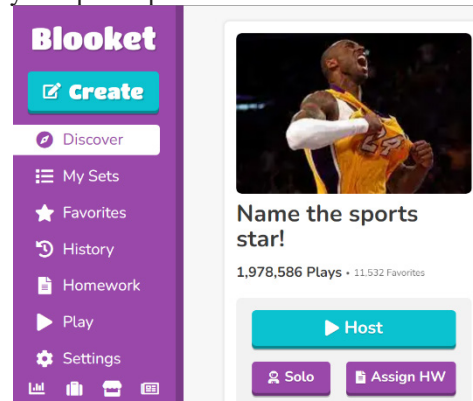 Blooket
Create
Discover
My Sets
Favorites
History
Homework
Play
Settings
24
Name the sports
star!
1,978,586 Plays • 11,532 Favorites
Host
Solo
Assign HW